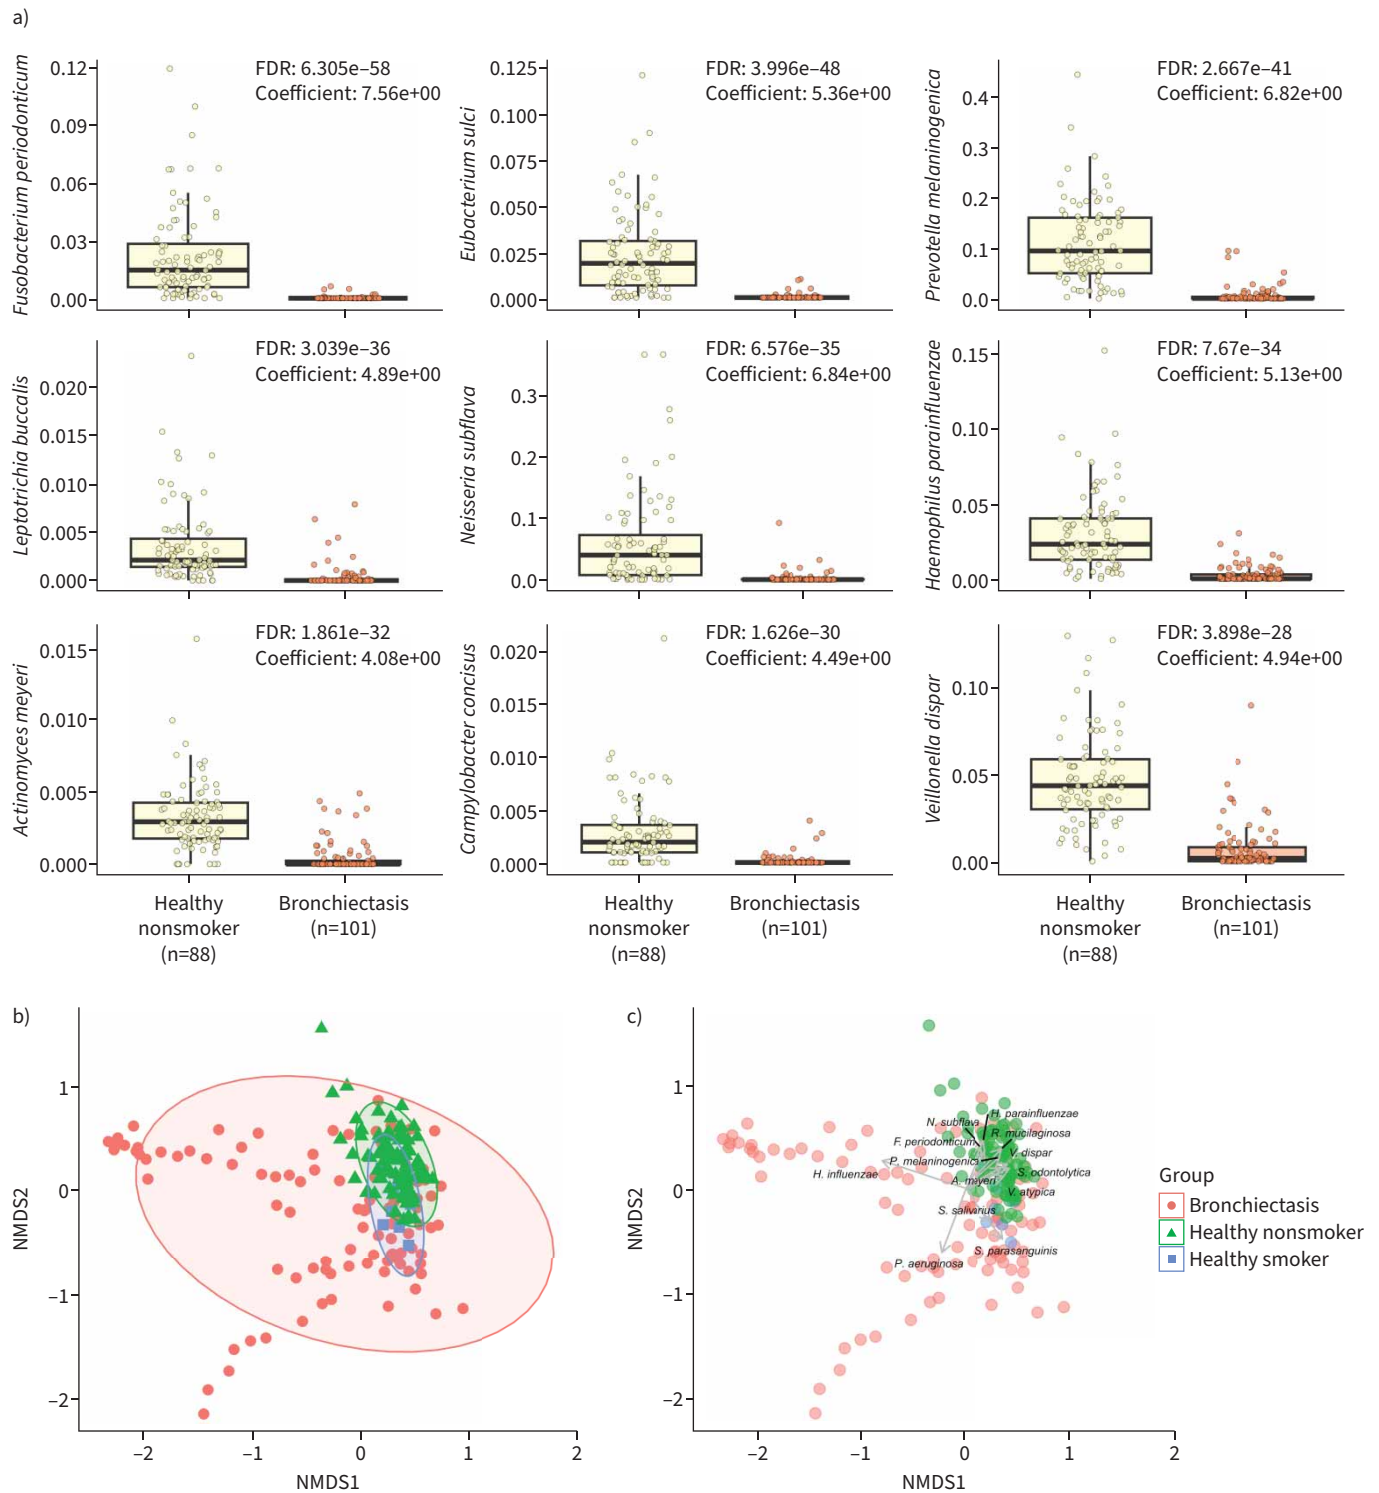 a)
Fusobacterium periodonticum
0.12
0.09
0.06
0.03
0.00
FDR: 6.305e–58
Coefficient: 7.56e+00
Eubacterium sulci
0.125
0.100
0.075
0.050
0.025
0.000
FDR: 3.996e–48
Coefficient: 5.36e+00
Prevotella melaninogenica
0.4
0.3
0.2
0.1
0.0
FDR: 2.667e–41
Coefficient: 6.82e+00
Leptotrichia buccalis
0.020
0.015
0.010
0.005
0.000
FDR: 3.039e–36
Coefficient: 4.89e+00
Neisseria subflava
0.3
0.2
0.1
0.0
FDR: 6.576e–35
Coefficient: 6.84e+00
Haemophilus parainfluenzae
0.15
0.10
0.05
0.00
FDR: 7.67e–34
Coefficient: 5.13e+00
Actinomyces meyeri
0.015
0.010
0.005
0.000
FDR: 1.861e–32
Coefficient: 4.08e+00
Healthy
nonsmoker
(n=88)
Bronchiectasis
(n=101)
Campylobacter concisus
0.020
0.015
0.010
0.005
0.000
FDR: 1.626e–30
Coefficient: 4.49e+00
Healthy
nonsmoker
(n=88)
Bronchiectasis
(n=101)
Veillonella dispar
0.10
0.05
0.00
FDR: 3.898e–28
Coefficient: 4.94e+00
Healthy
nonsmoker
(n=88)
Bronchiectasis
(n=101)
b)
NMDS2
1
0
–1
–2
–2
–1
0
1
2
NMDS1
c)
NMDS2
1
0
–1
–2
H. parainfluenzae
N. subflava
R. mucilaginosa
F. periodonticum
V. dispar
P. melaninogenica
H. influenzae
S. odontolytica
A. meyeri
V. atypica
S. salivarius
S. parasanguinis
P. aeruginosa
–2
–1
0
1
2
NMDS1
Group
Bronchiectasis
Healthy nonsmoker
Healthy smoker